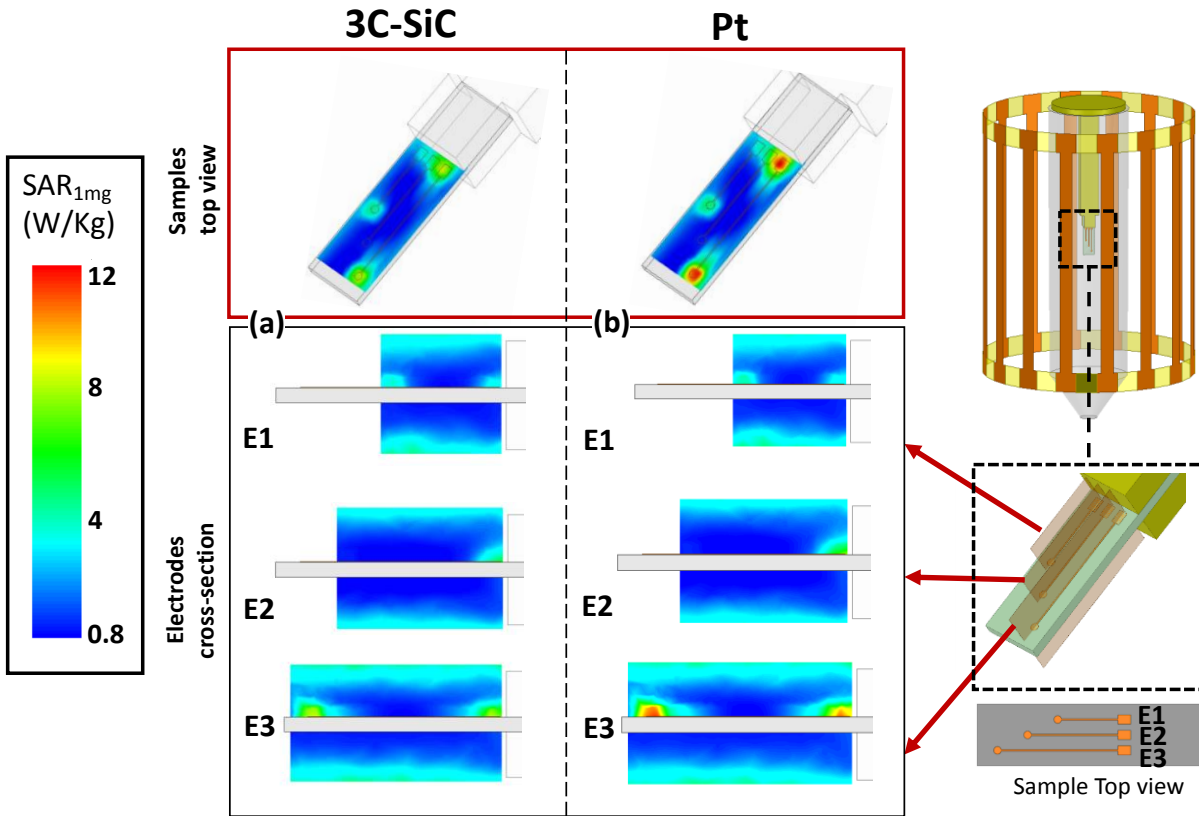 3C-SiC
Pt
Samples
top view
SAR1mg
(W/Kg)
12
8
4
0.8
(a)
(b)
Electrodes
cross-section
E1
E1
E2
E2
E3
E3
E1
E2
E3
Sample Top view